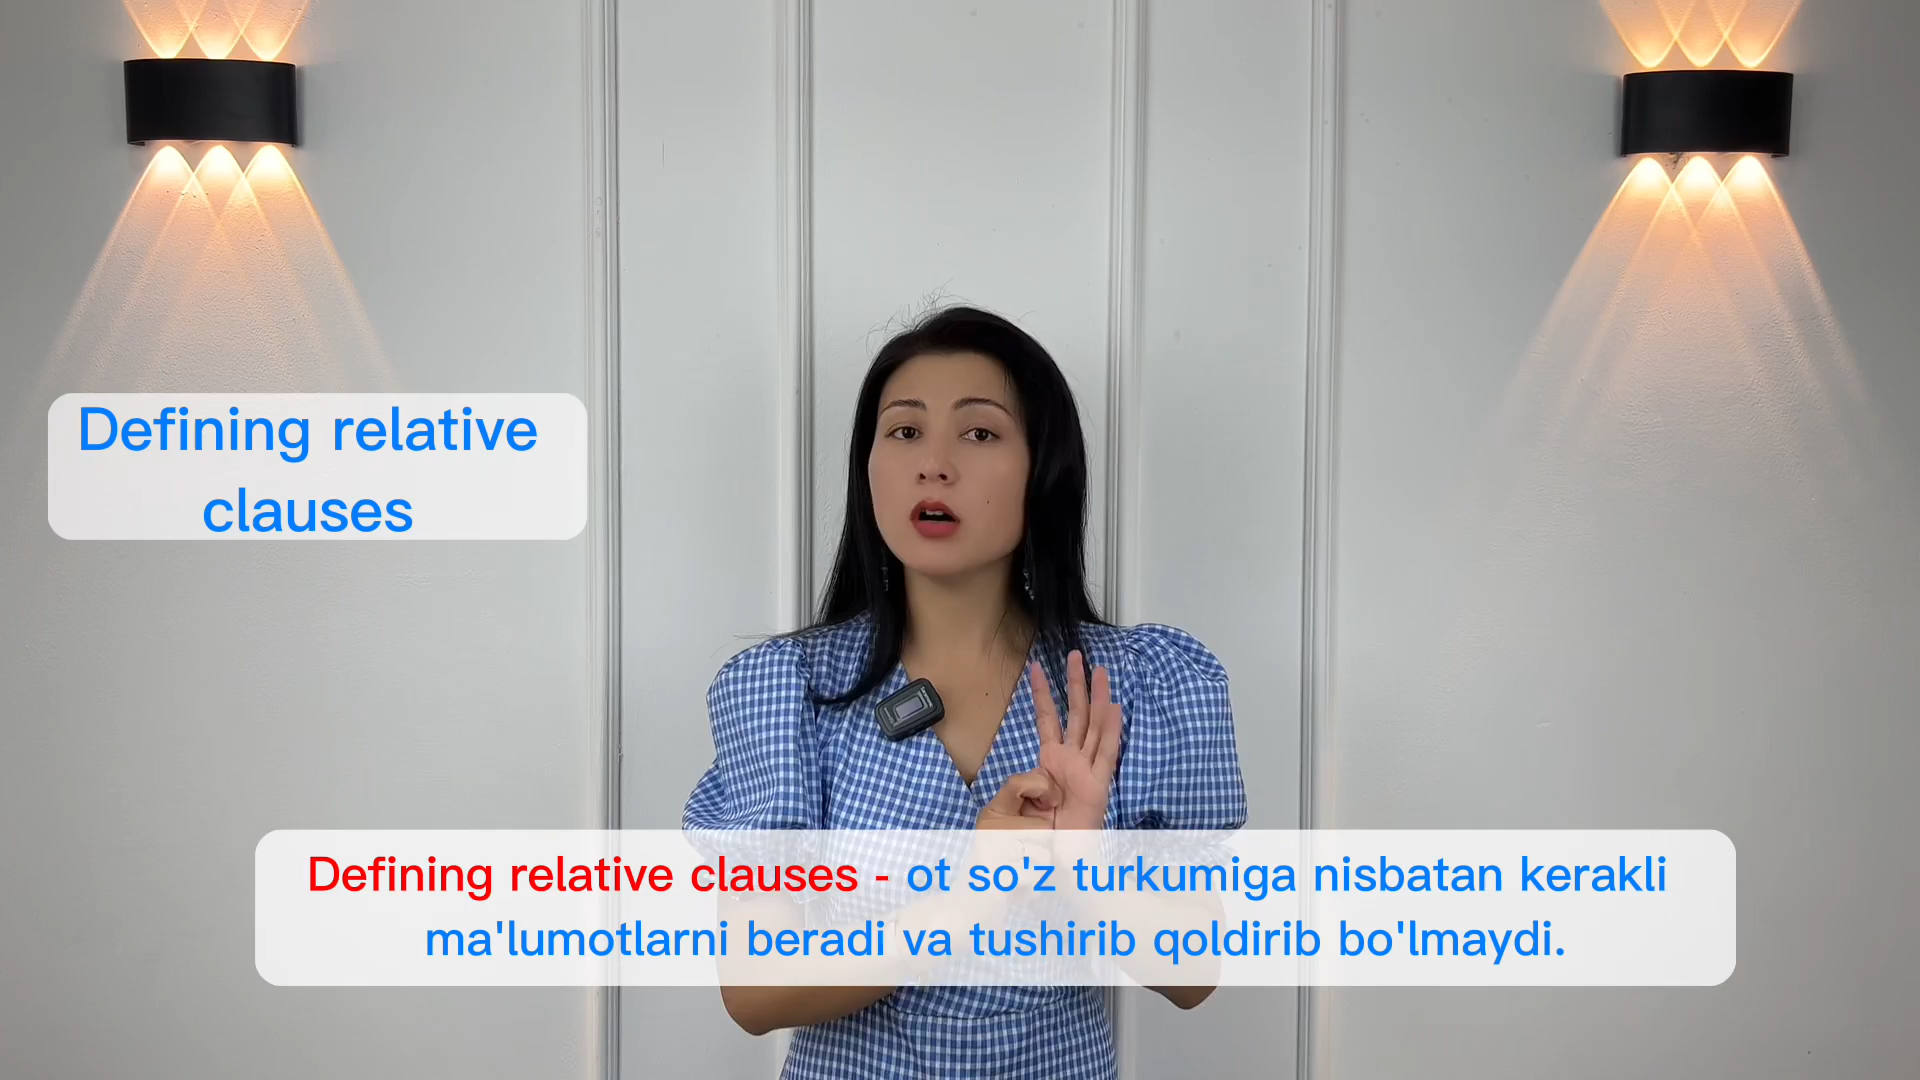 Defining relative
clauses
Defining relative clauses - ot so'z turkumiga nisbatan kerakli
ma'lumotlarni beradi va tushirib qoldirib bo'lmaydi.